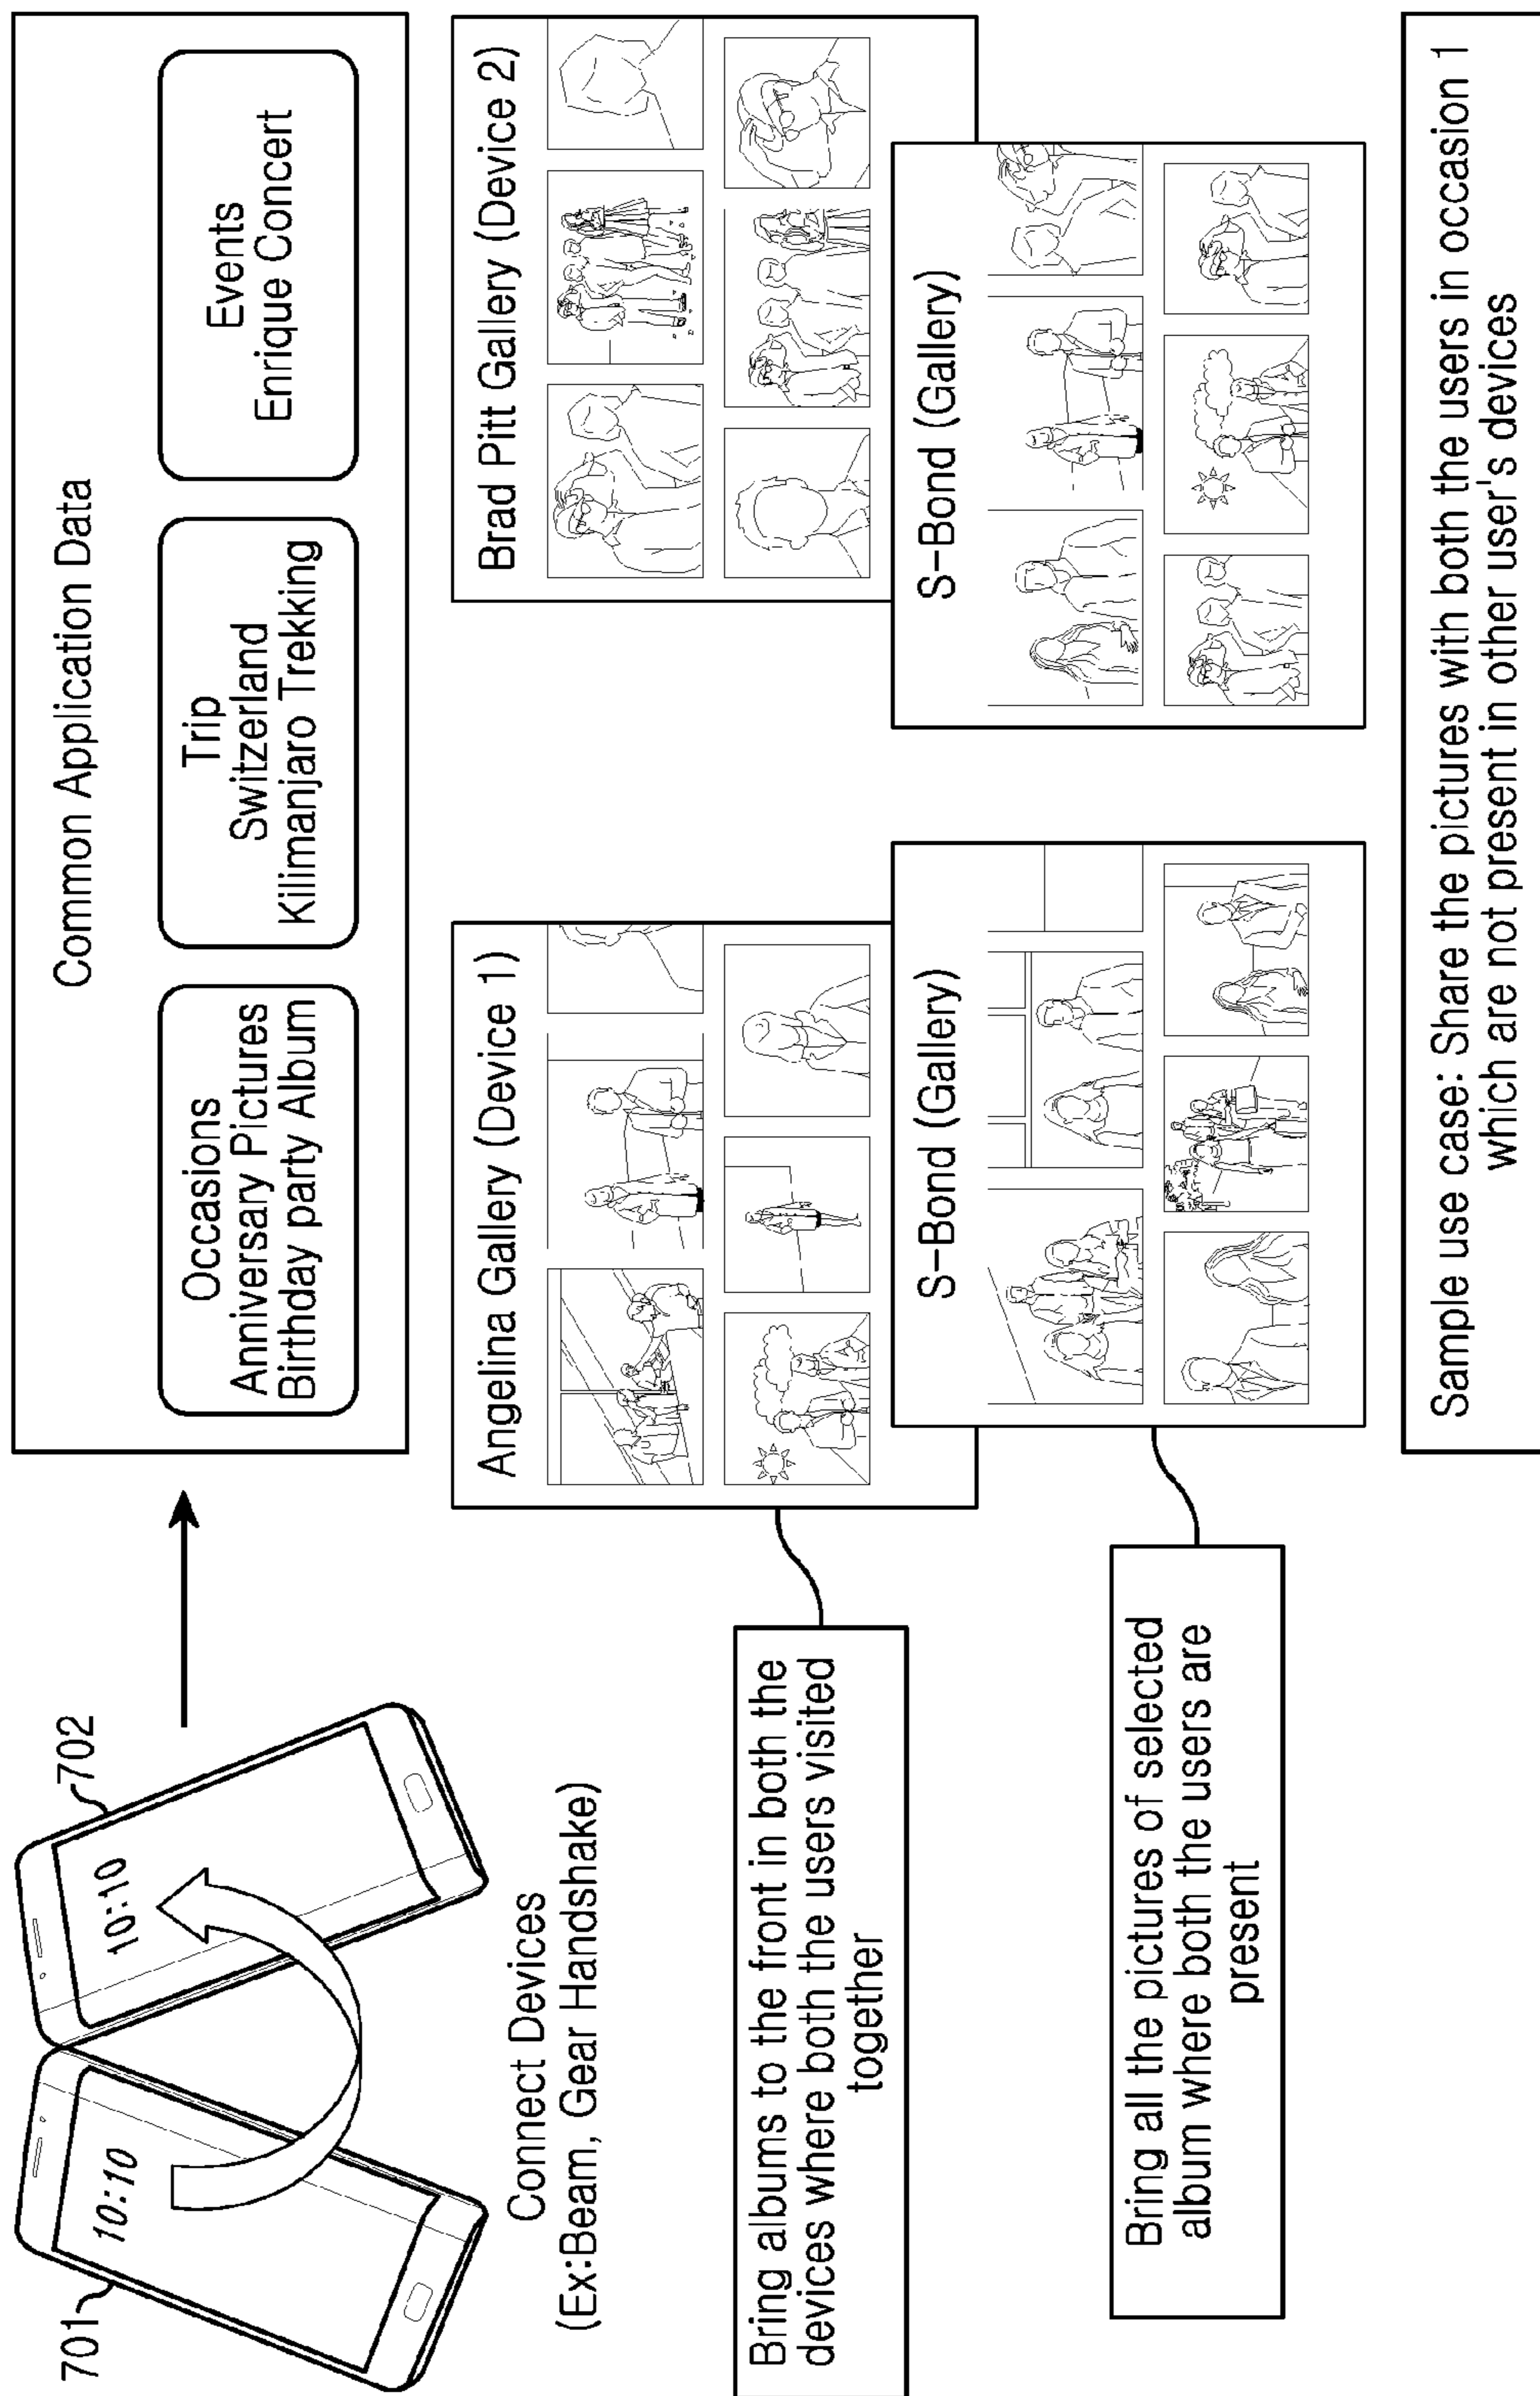 701
702
10:10
10:10
Connect Devices
(Ex:Beam, Gear Handshake)
Common Application Data
Occasions
Anniversary Pictures
Birthday party Album
Trip
Switzerland
Kilimanjaro Trekking
Events
Enrique Concert
Bring albums to the front in both the
devices where both the users visited
together
Angelina Gallery (Device 1)
Brad Pitt Gallery (Device 2)
Bring all the pictures of selected
album where both the users are
present
S-Bond (Gallery)
S-Bond (Gallery)
Sample use case: Share the pictures with both the users in occasion 1
which are not present in other user's devices